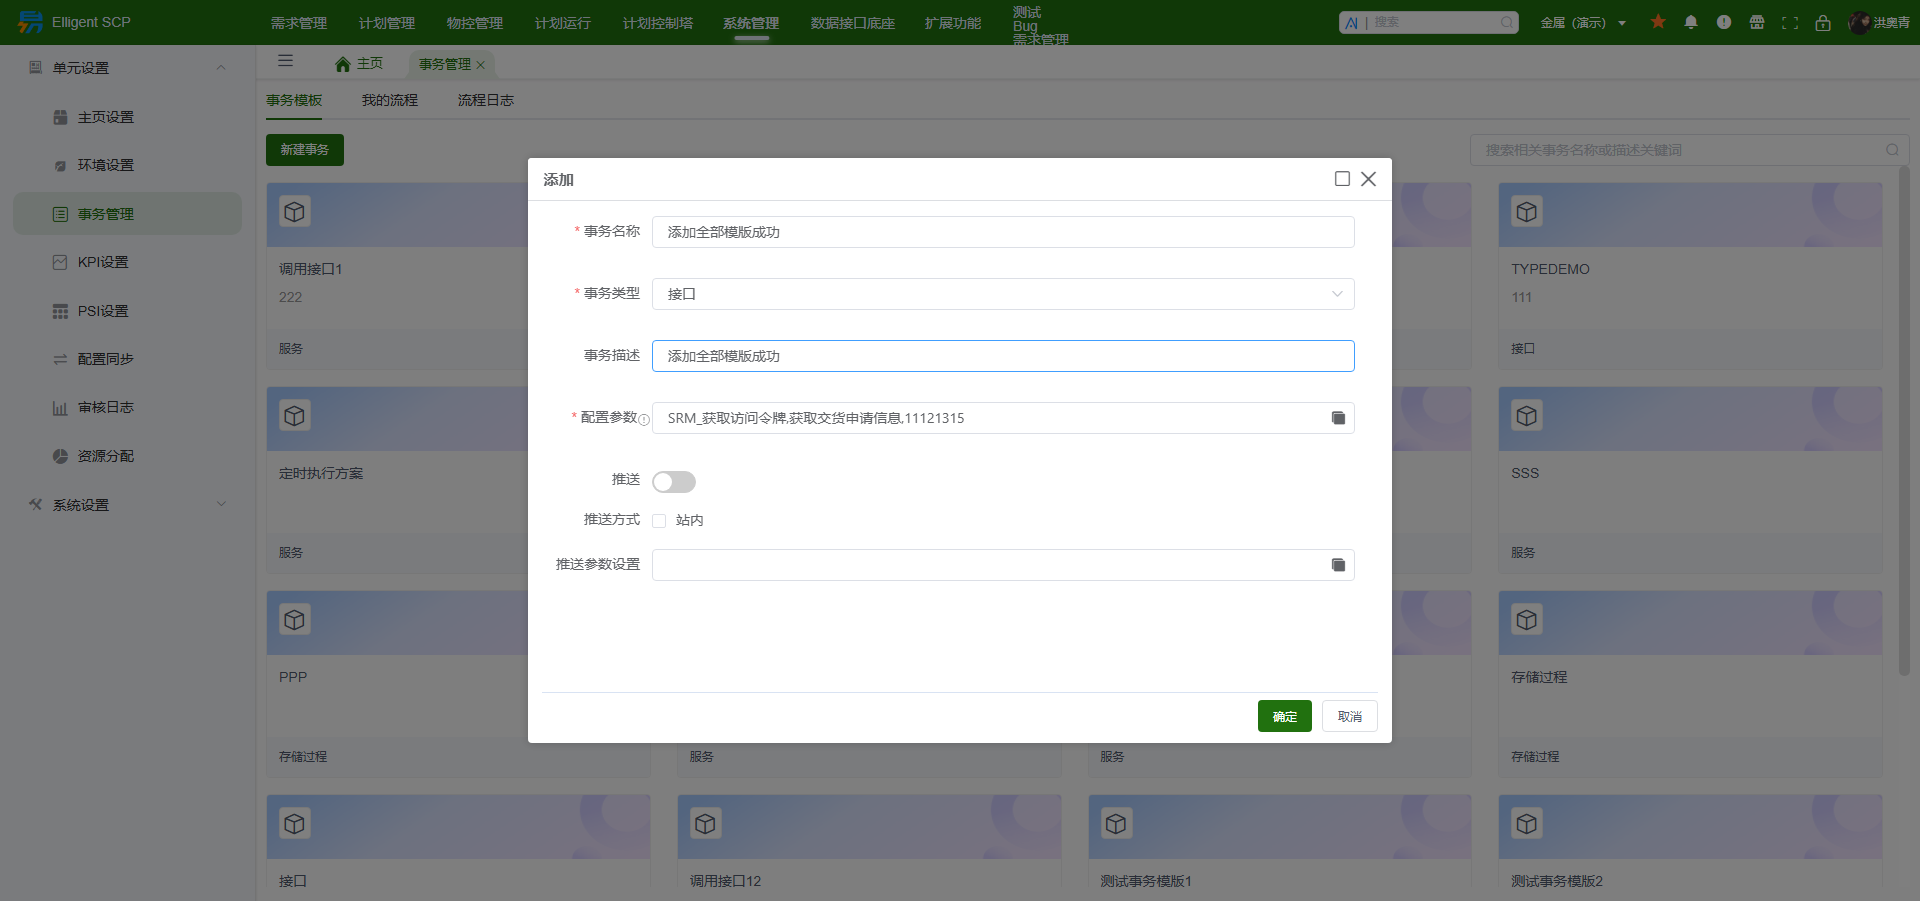 Elligent SCP
需求管理
计划管理
物控管理
计划运行
计划控制塔
系统管理
数据接口底座
扩展功能
测试
Bug
需求管理
AI | 搜索
金属（演示）
洪奥青
单元设置
主页设置
环境设置
事务管理
KPI设置
PSI设置
配置同步
审核日志
资源分配
系统设置
主页
事务管理
事务模板
我的流程
流程日志
新建事务
搜索相关事务名称或描述关键词
调用接口1
222
服务
TYPEDEMO
111
接口
定时执行方案
服务
SSS
服务
PPP
存储过程
服务
服务
存储过程
存储过程
接口
调用接口12
测试事务模版1
测试事务模版2
添加
* 事务名称
添加全部模版成功
* 事务类型
接口
事务描述
添加全部模版成功
* 配置参数
SRM_获取访问令牌,获取交货申请信息,11121315
推送
推送方式
站内
推送参数设置
确定
取消